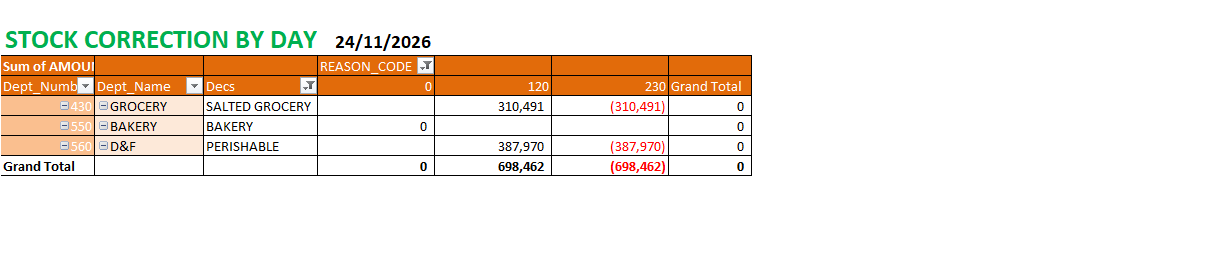 STOCK CORRECTION BY DAY 24/11/2026
Sum of AMOU REASON_CODE
Dept_Numb Dept_Name Decs 0 120 230 Grand Total
430 GROCERY SALTED GROCERY 310,491 (310,491) 0
550 BAKERY BAKERY 0 0
560 D&F PERISHABLE 387,970 (387,970) 0
Grand Total 0 698,462 (698,462) 0